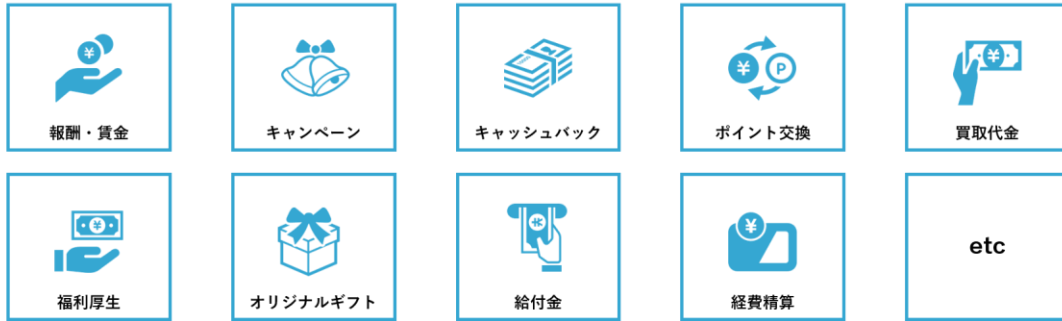 報酬・賃金
キャンペーン
キャッシュバック
ポイント交換
買取代金
福利厚生
オリジナルギフト
給付金
経費精算
etc